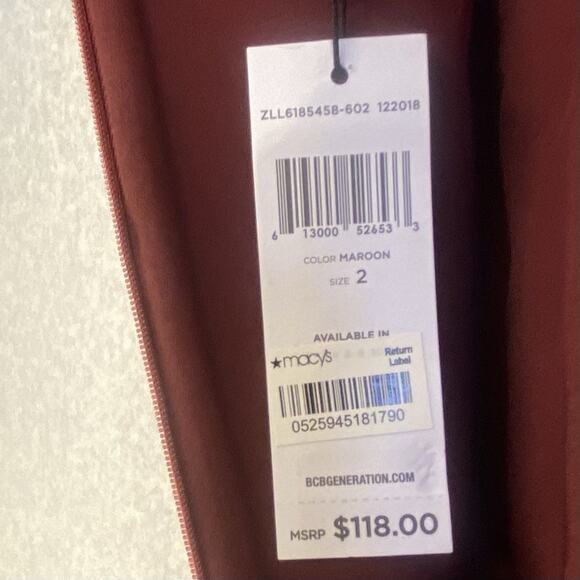 ZLL6185458-602 122018
6 13000 52653 3
COLOR MAROON
SIZE 2
AVAILABLE IN
★macy's Return
Label
0525945181790
BCBGENERATION.COM
MSRP $118.00